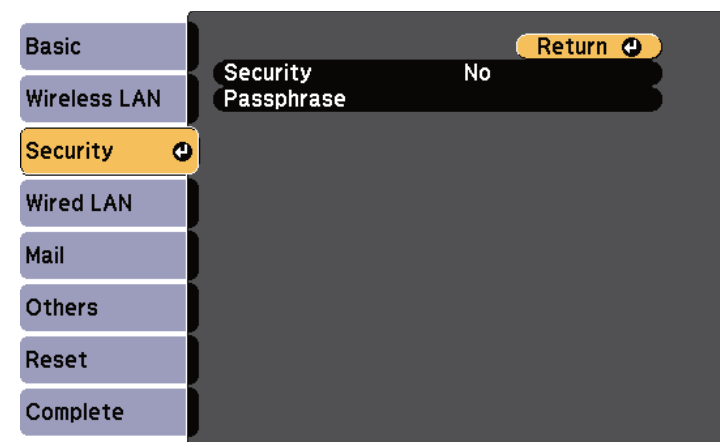 Basic
Wireless LAN
Security
Wired LAN
Mail
Others
Reset
Complete
Return
Security No
Passphrase